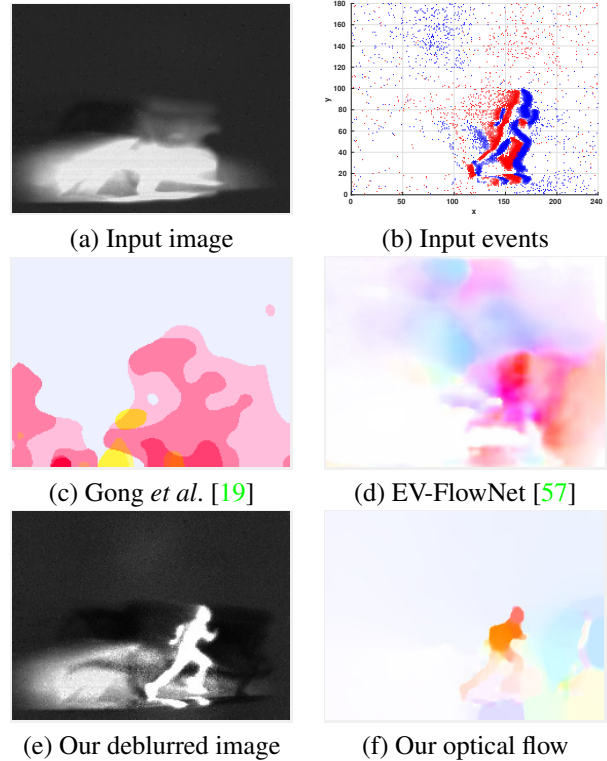 180
160
140
120
100
80
60
40
20
0
y
0 50 100 150 200 240
x
(a) Input image
(b) Input events
(c) Gong et al. [19]
(d) EV-FlowNet [57]
(e) Our deblurred image
(f) Our optical flow